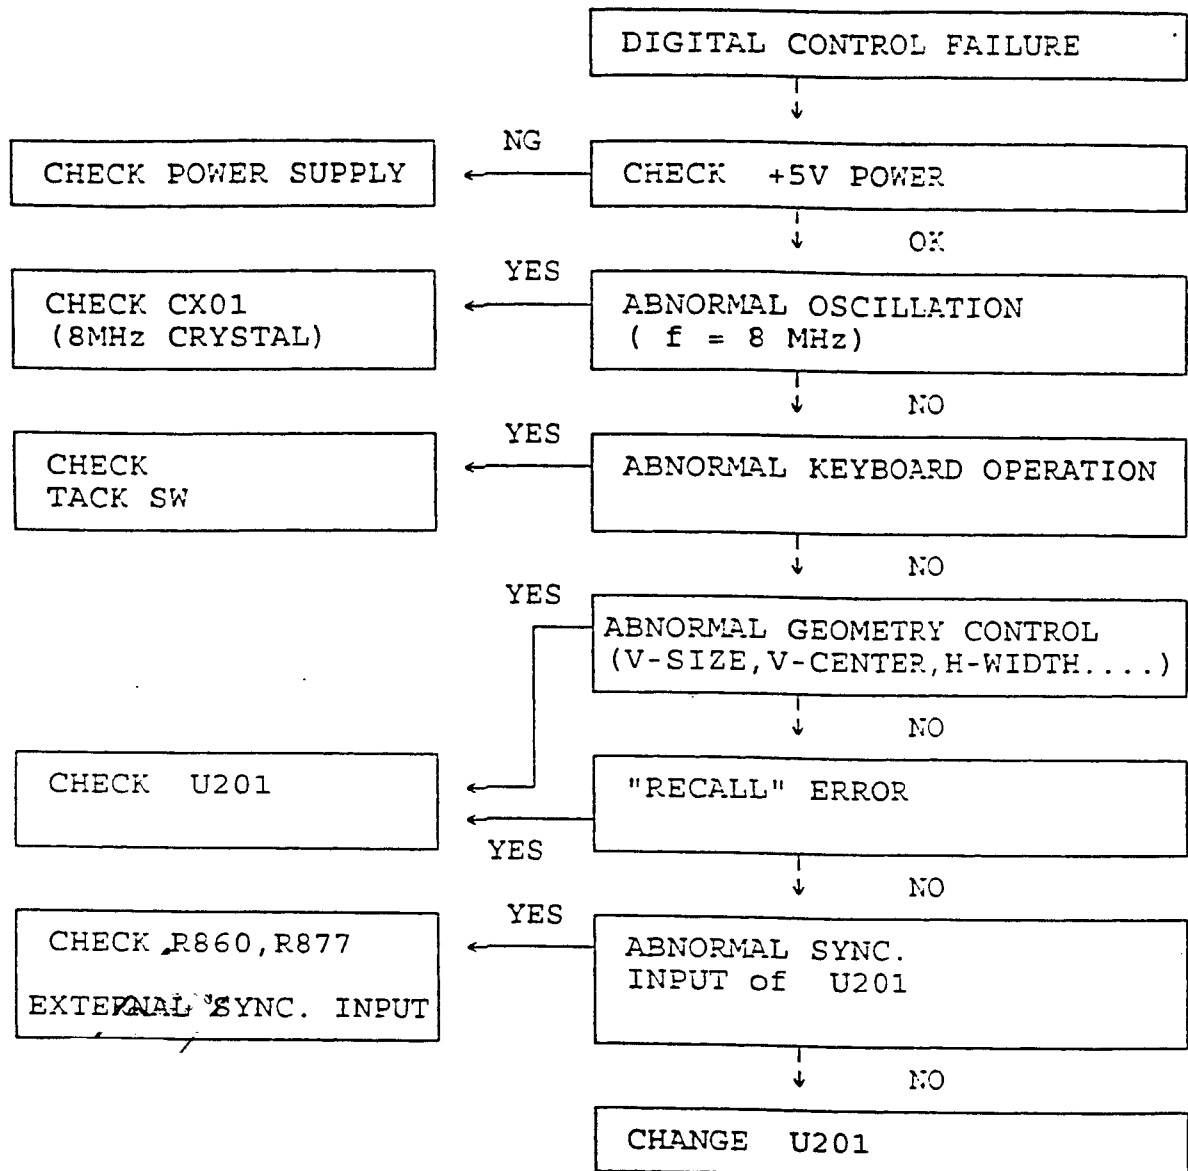 DIGITAL CONTROL FAILURE
NG
CHECK POWER SUPPLY
CHECK +5V POWER
OK
YES
CHECK CX01
(8MHz CRYSTAL)
ABNORMAL OSCILLATION
( f = 8 MHz)
NO
YES
CHECK
TACK SW
ABNORMAL KEYBOARD OPERATION
NO
YES
ABNORMAL GEOMETRY CONTROL
(V-SIZE,V-CENTER,H-WIDTH....)
NO
CHECK U201
"RECALL" ERROR
YES
NO
YES
CHECK R860,R877
EXTERNAL SYNC. INPUT
ABNORMAL SYNC.
INPUT of U201
NO
CHANGE U201